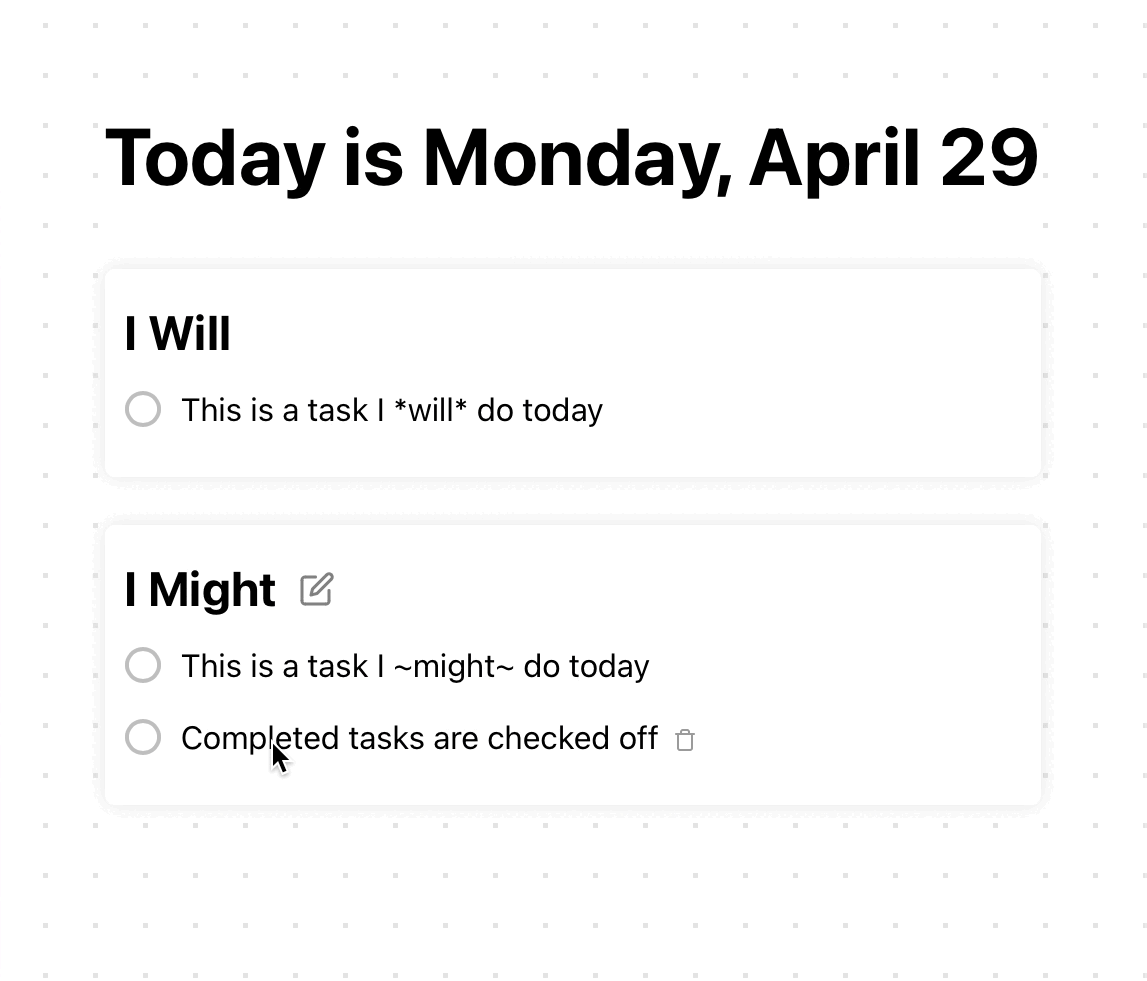 Today is Monday, April 29
I Will
This is a task I *will* do today
I Might
This is a task I ~might~ do today
Completed tasks are checked off